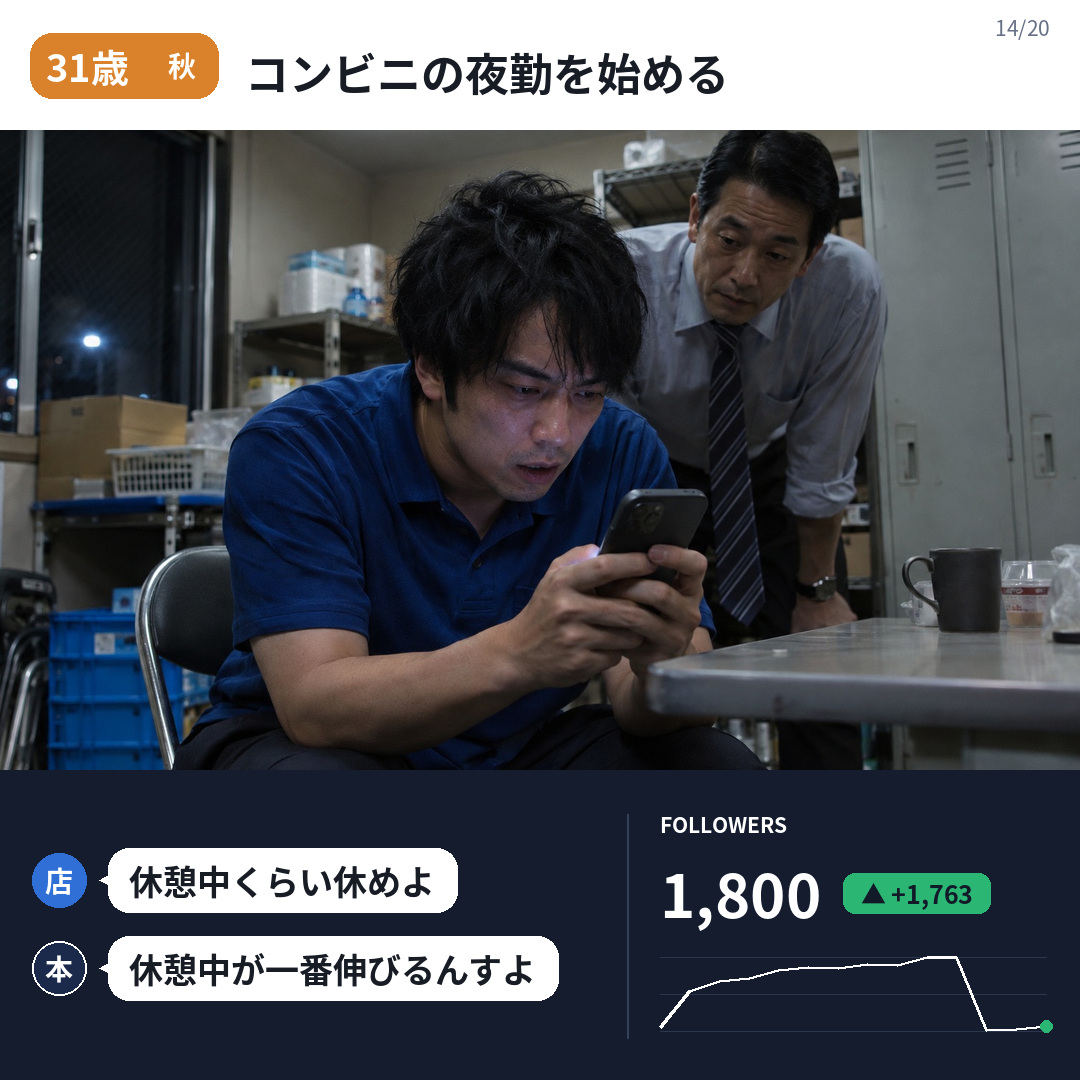 14/20
31歳 秋
コンビニの夜勤を始める
店
休憩中くらい休めよ
本
休憩中が一番伸びるんすよ
FOLLOWERS
1,800
▲ +1,763